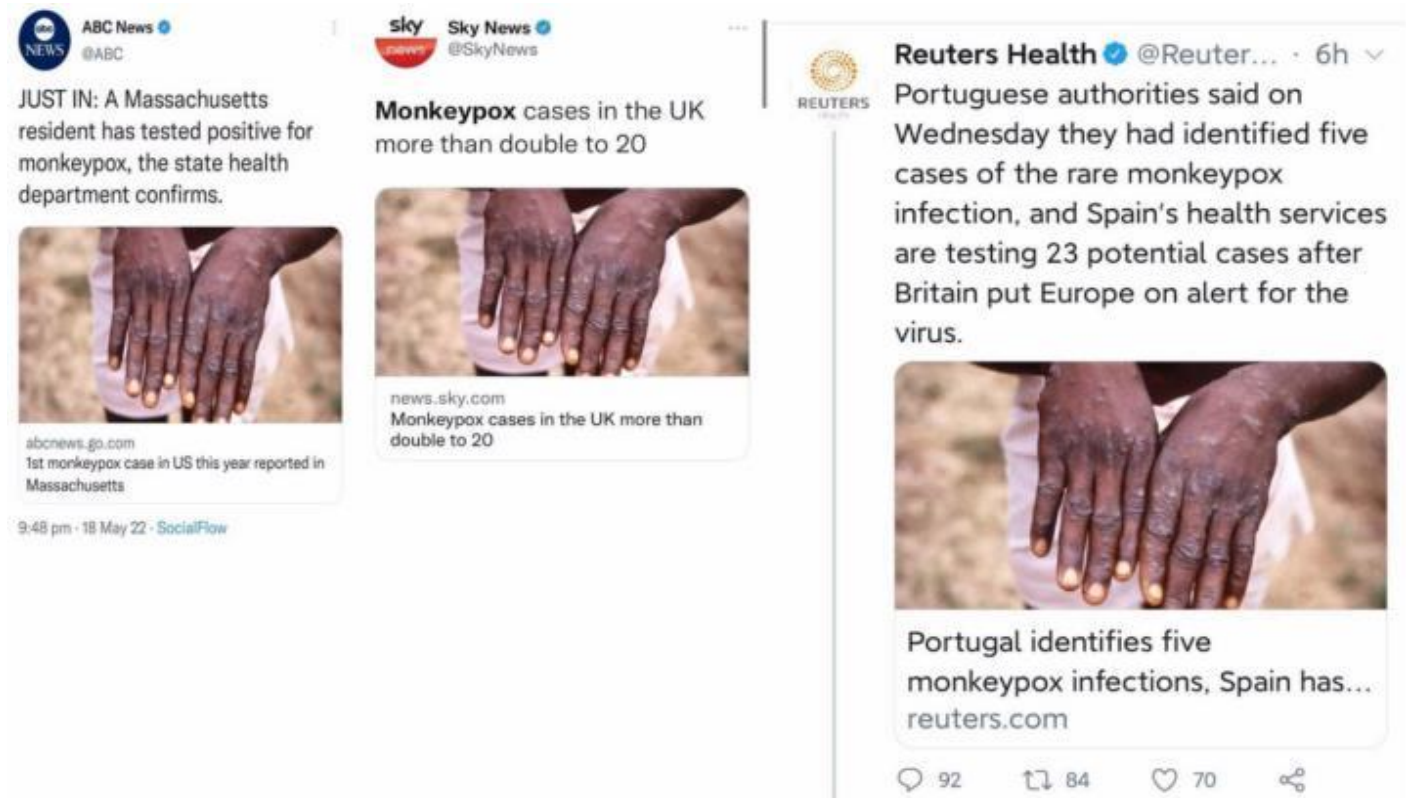 abc
NEWS
ABC News
@ABC
JUST IN: A Massachusetts
resident has tested positive for
monkeypox, the state health
department confirms.
abcnews.go.com
1st monkeypox case in US this year reported in
Massachusetts
9:48 pm · 18 May 22 · SocialFlow
sky
news
Sky News
@SkyNews
Monkeypox cases in the UK
more than double to 20
news.sky.com
Monkeypox cases in the UK more than
double to 20
REUTERS
HEALTH
Reuters Health @Reuter... · 6h
Portuguese authorities said on
Wednesday they had identified five
cases of the rare monkeypox
infection, and Spain's health services
are testing 23 potential cases after
Britain put Europe on alert for the
virus.
Portugal identifies five
monkeypox infections, Spain has...
reuters.com
92 84 70